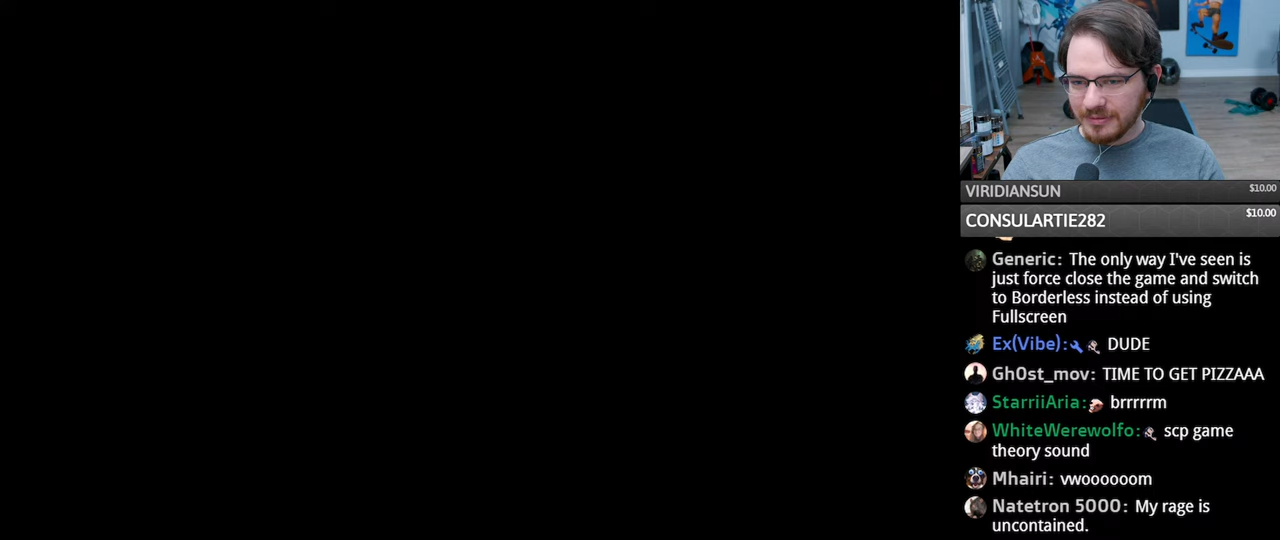 VIRIDIANSUN $10.00
CONSULARTIE282 $10.00
Generic: The only way I've seen is
just force close the game and switch
to Borderless instead of using
Fullscreen
Ex(Vibe): DUDE
Gh0st_mov: TIME TO GET PIZZAAA
StarriiAria: brrrrrm
WhiteWerewolfo: scp game
theory sound
Mhairi: vwoooooom
Natetron 5000: My rage is
uncontained.